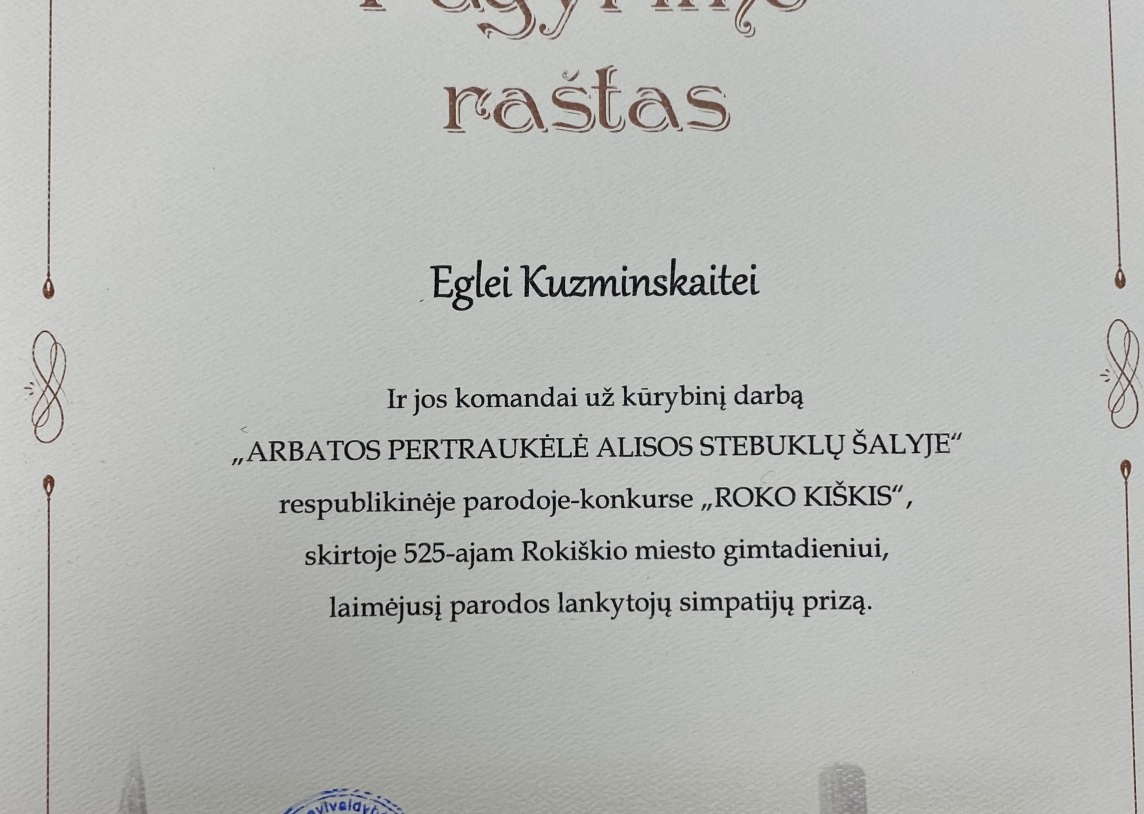 raštas
Eglei Kuzminskaitei
Ir jos komandai už kūrybinį darbą
„ARBATOS PERTRAUKĖLĖ ALISOS STEBUKLŲ ŠALYJE“
respublikinėje parodoje-konkurse „ROKO KIŠKIS“,
skirtoje 525-ajam Rokiškio miesto gimtadieniui,
laimėjusį parodos lankytojų simpatijų prizą.